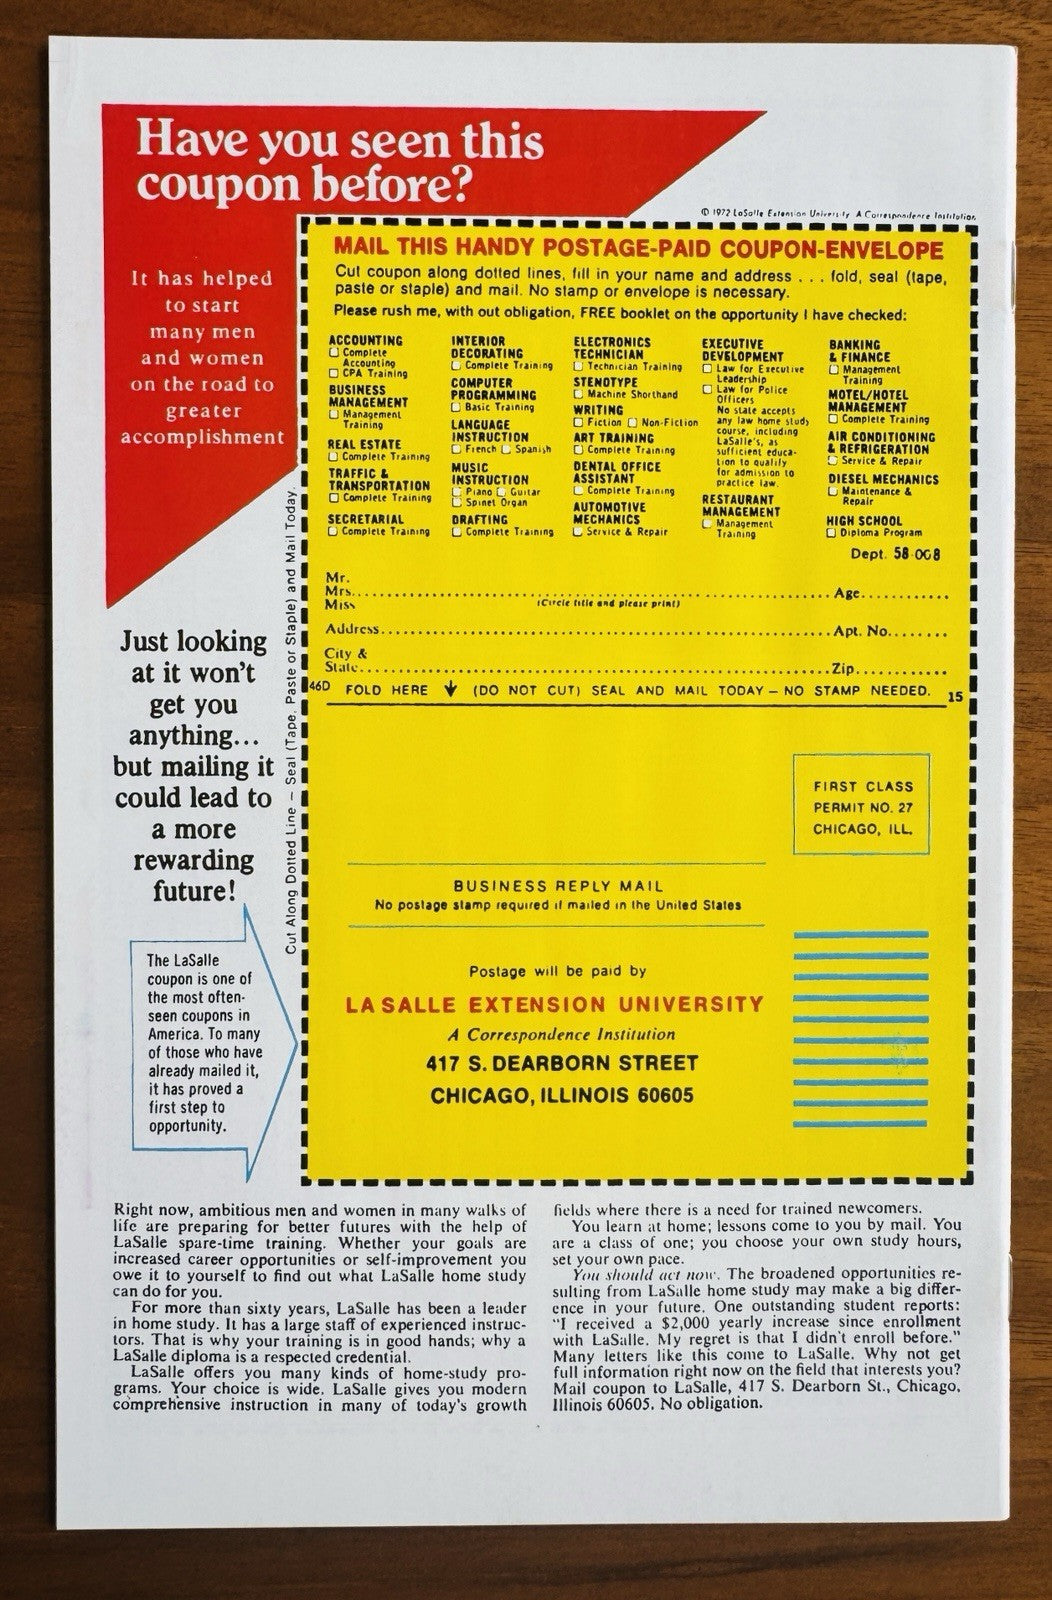 Have you seen this
coupon before?
© 1972 LaSalle Extension University A Correspondence Institution
It has helped
to start
many men
and women
on the road to
greater
accomplishment
Just looking
at it won't
get you
anything...
but mailing it
could lead to
a more
rewarding
future!
The LaSalle
coupon is one of
the most often-
seen coupons in
America. To many
of those who have
already mailed it,
it has proved a
first step to
opportunity.
Cut Along Dotted Line – Seal (Tape, Paste or Staple) and Mail Today.
MAIL THIS HANDY POSTAGE-PAID COUPON-ENVELOPE
Cut coupon along dotted lines, fill in your name and address . . . fold, seal (tape,
paste or staple) and mail. No stamp or envelope is necessary.
Please rush me, with out obligation, FREE booklet on the opportunity I have checked:
ACCOUNTING
Complete
Accounting
CPA Training
BUSINESS
MANAGEMENT
Management
Training
REAL ESTATE
Complete Training
TRAFFIC &
TRANSPORTATION
Complete Training
SECRETARIAL
Complete Training
INTERIOR
DECORATING
Complete Training
COMPUTER
PROGRAMMING
Basic Training
LANGUAGE
INSTRUCTION
French Spanish
MUSIC
INSTRUCTION
Piano Guitar
Spinet Organ
DRAFTING
Complete Training
ELECTRONICS
TECHNICIAN
Technician Training
STENOTYPE
Machine Shorthand
WRITING
Fiction Non-Fiction
ART TRAINING
Complete Training
DENTAL OFFICE
ASSISTANT
Complete Training
AUTOMOTIVE
MECHANICS
Service & Repair
EXECUTIVE
DEVELOPMENT
Law for Executive
Leadership
Law for Police
Officers
No state accepts
any law home study
course, including
LaSalle's, as
sufficient educa-
tion to qualify
for admission to
practice law.
RESTAURANT
MANAGEMENT
Management
Training
BANKING
& FINANCE
Management
Training
MOTEL/HOTEL
MANAGEMENT
Complete Training
AIR CONDITIONING
& REFRIGERATION
Service & Repair
DIESEL MECHANICS
Maintenance &
Repair
HIGH SCHOOL
Diploma Program
Dept. 58-008
Mr.
Mrs.......... Age..........
Miss (Circle title and please print)
Address.......... Apt. No..........
City &
State.......... Zip..........
46D FOLD HERE ↓ (DO NOT CUT) SEAL AND MAIL TODAY – NO STAMP NEEDED. 15
FIRST CLASS
PERMIT NO. 27
CHICAGO, ILL.
BUSINESS REPLY MAIL
No postage stamp required if mailed in the United States
Postage will be paid by
LA SALLE EXTENSION UNIVERSITY
A Correspondence Institution
417 S. DEARBORN STREET
CHICAGO, ILLINOIS 60605
Right now, ambitious men and women in many walks of
life are preparing for better futures with the help of
LaSalle spare-time training. Whether your goals are
increased career opportunities or self-improvement you
owe it to yourself to find out what LaSalle home study
can do for you.
For more than sixty years, LaSalle has been a leader
in home study. It has a large staff of experienced instruc-
tors. That is why your training is in good hands; why a
LaSalle diploma is a respected credential.
LaSalle offers you many kinds of home-study pro-
grams. Your choice is wide. LaSalle gives you modern
comprehensive instruction in many of today's growth
fields where there is a need for trained newcomers.
You learn at home; lessons come to you by mail. You
are a class of one; you choose your own study hours,
set your own pace.
You should act now. The broadened opportunities re-
sulting from LaSalle home study may make a big differ-
ence in your future. One outstanding student reports:
"I received a $2,000 yearly increase since enrollment
with LaSalle. My regret is that I didn't enroll before."
Many letters like this come to LaSalle. Why not get
full information right now on the field that interests you?
Mail coupon to LaSalle, 417 S. Dearborn St., Chicago,
Illinois 60605. No obligation.